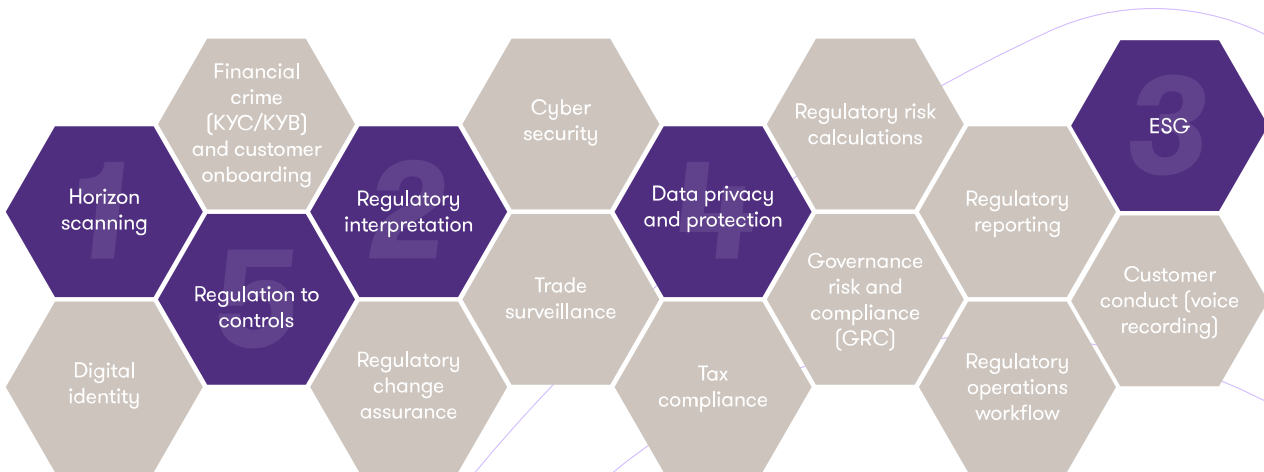 Financial
crime
(KYC/KYB)
and customer
onboarding
Cyber
security
Regulatory risk
calculations
3
ESG
1
Horizon
scanning
2
Regulatory
interpretation
4
Data privacy
and protection
Regulatory
reporting
5
Regulation to
controls
Trade
surveillance
Governance
risk and
compliance
(GRC)
Customer
conduct (voice
recording)
Digital
identity
Regulatory
change
assurance
Tax
compliance
Regulatory
operations
workflow